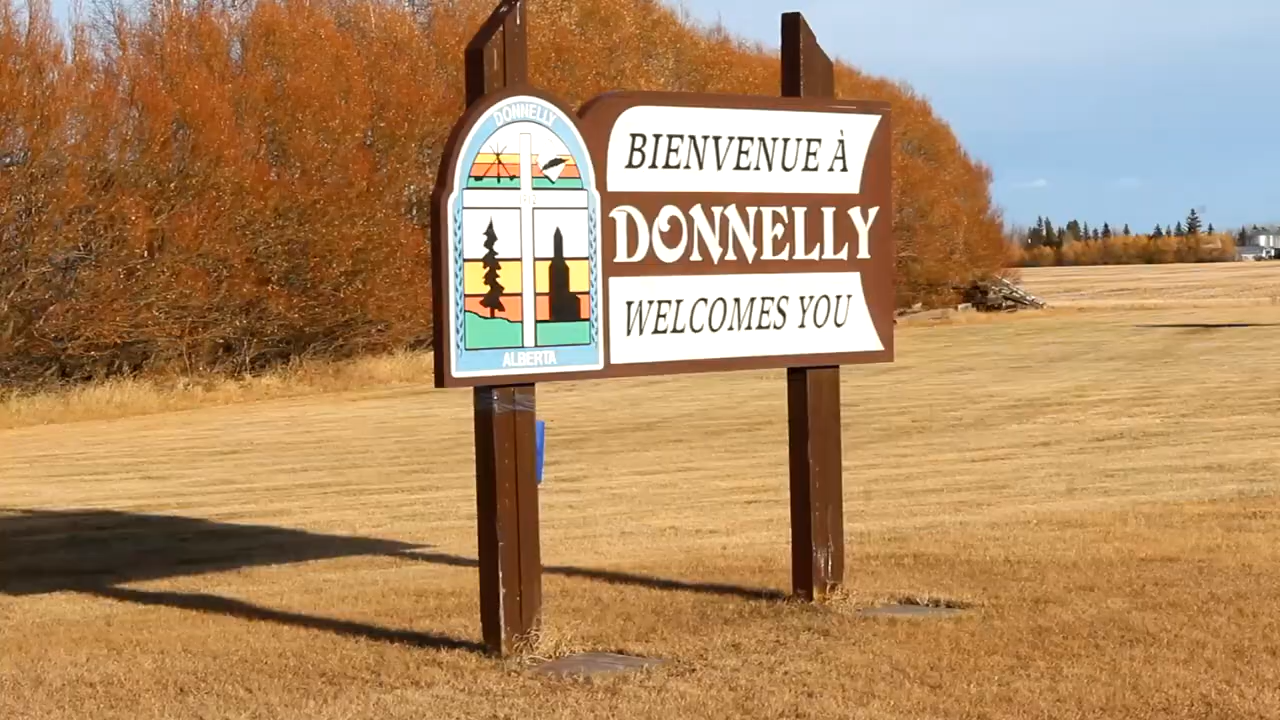 DONNELLY
ALBERTA
BIENVENUE À
DONNELLY
WELCOMES YOU